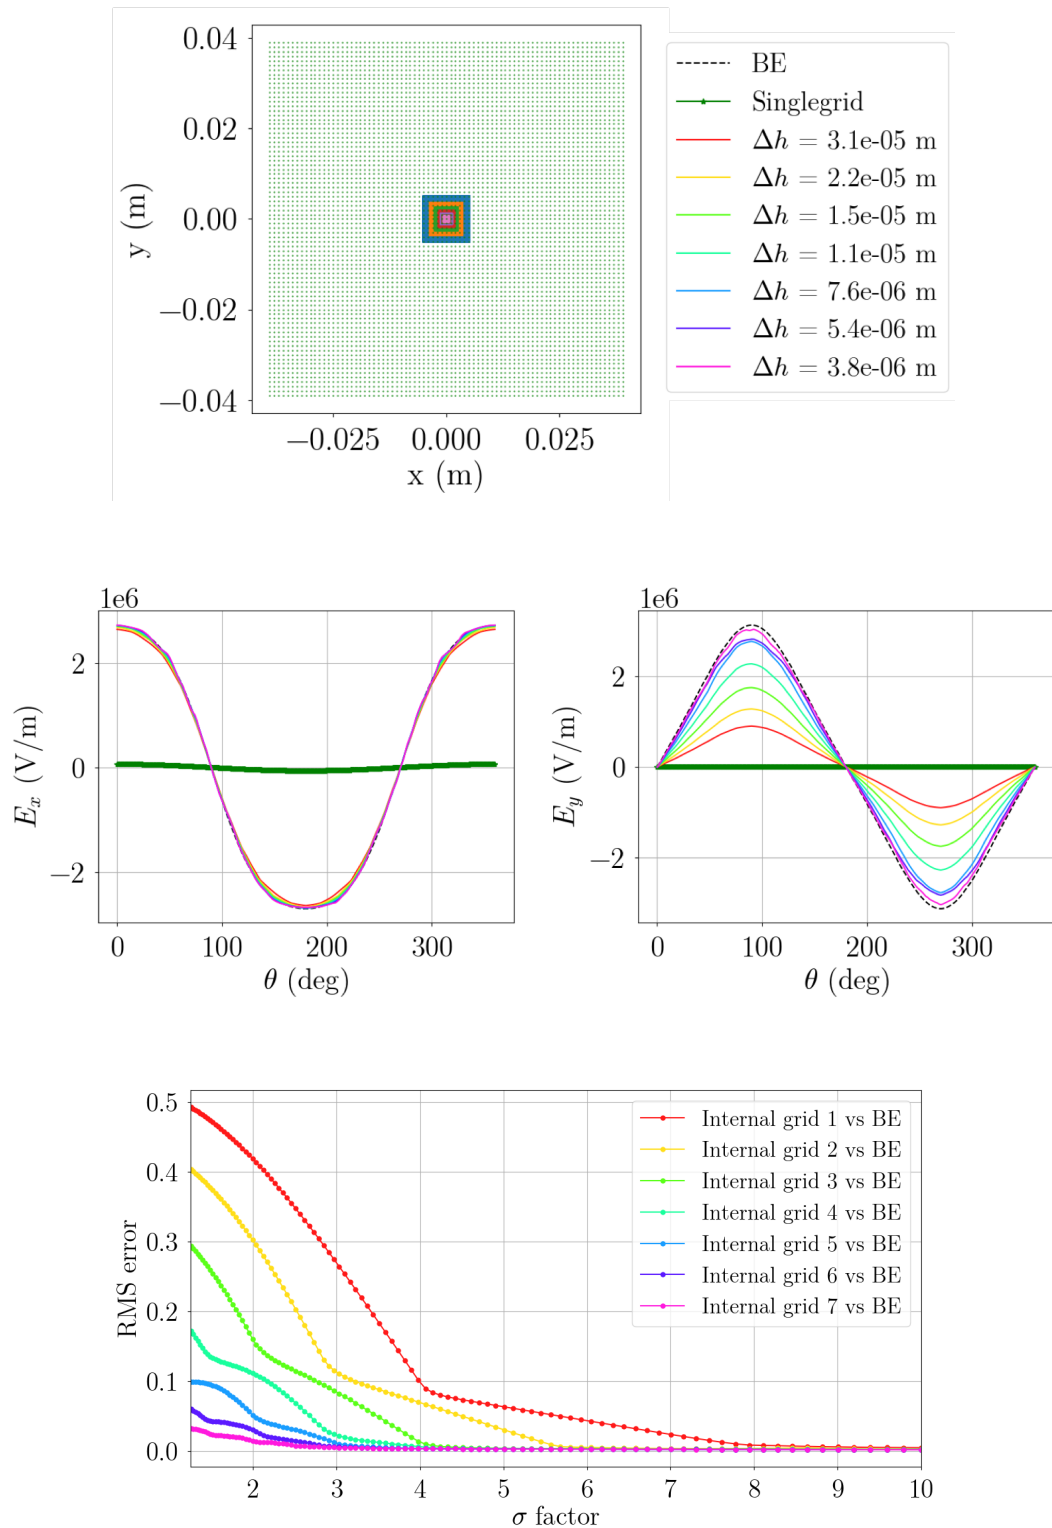 0.04
0.02
0.00
−0.02
−0.04
y (m)
−0.025 0.000 0.025
x (m)
BE
Singlegrid
Δh = 3.1e-05 m
Δh = 2.2e-05 m
Δh = 1.5e-05 m
Δh = 1.1e-05 m
Δh = 7.6e-06 m
Δh = 5.4e-06 m
Δh = 3.8e-06 m
1e6
2
0
−2
E_x (V/m)
0 100 200 300
θ (deg)
1e6
2
0
−2
E_y (V/m)
0 100 200 300
θ (deg)
0.5
0.4
0.3
0.2
0.1
0.0
RMS error
2 3 4 5 6 7 8 9 10
σ factor
Internal grid 1 vs BE
Internal grid 2 vs BE
Internal grid 3 vs BE
Internal grid 4 vs BE
Internal grid 5 vs BE
Internal grid 6 vs BE
Internal grid 7 vs BE